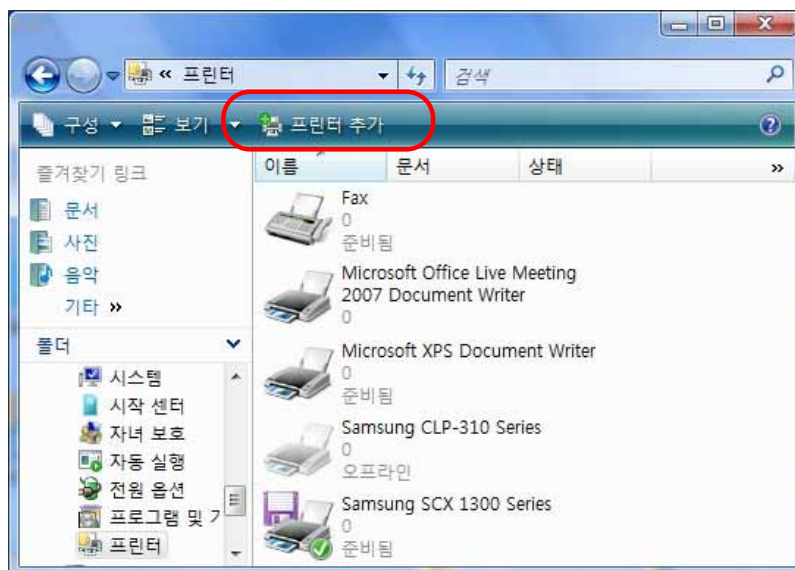 « 프린터
검색
구성 보기 프린터 추가
즐겨찾기 링크
문서
사진
음악
기타 »
폴더
시스템
시작 센터
자녀 보호
자동 실행
전원 옵션
프로그램 및 기
프린터
이름 문서 상태 »
Fax
0
준비됨
Microsoft Office Live Meeting
2007 Document Writer
0
Microsoft XPS Document Writer
0
준비됨
Samsung CLP-310 Series
0
오프라인
Samsung SCX 1300 Series
0
준비됨